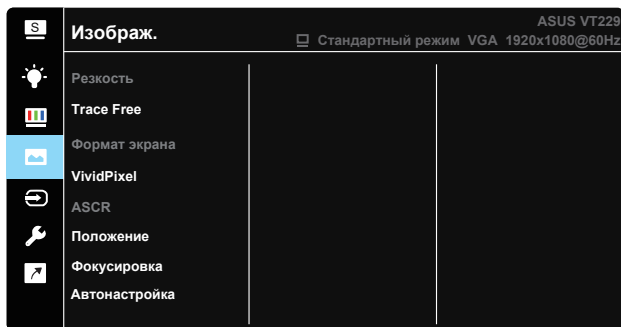 S
Изображ.
ASUS VT229
Стандартный режим VGA 1920x1080@60Hz
Резкость
Trace Free
Формат экрана
VividPixel
ASCR
Положение
Фокусировка
Автонастройка